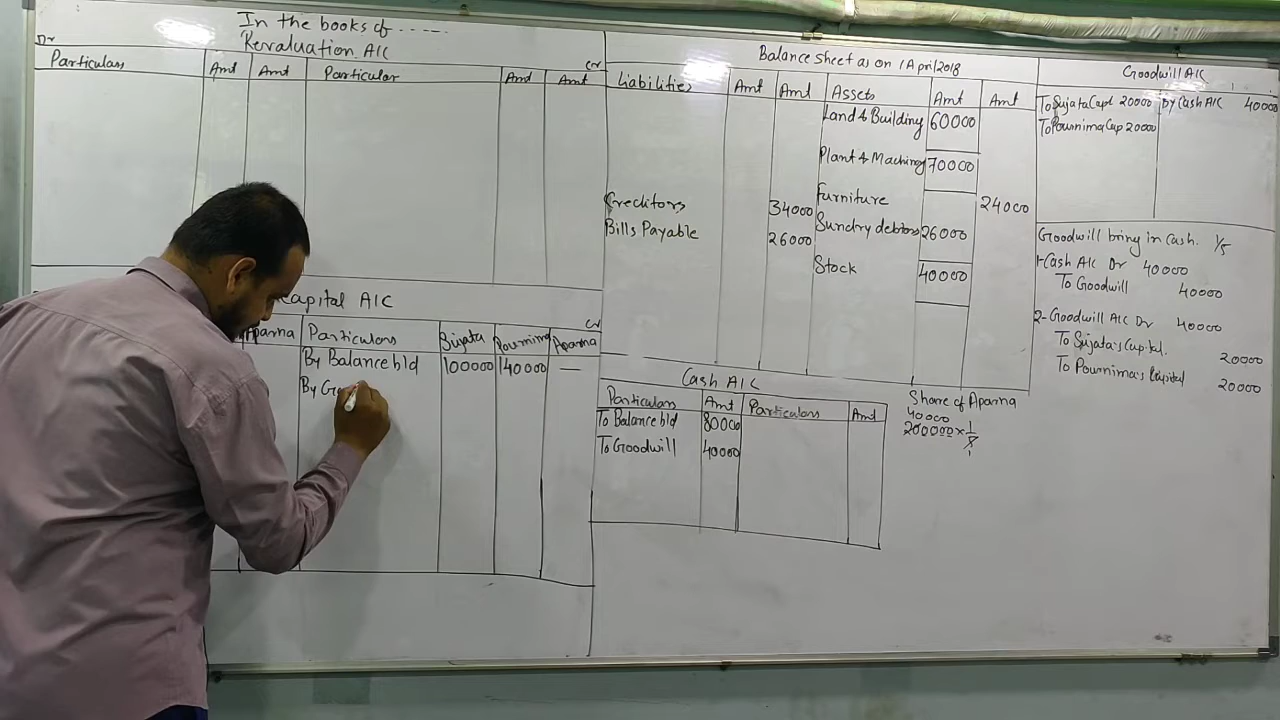 In the books of ......
Revaluation A/C
Dr
Cr
Particulars Amt Amt Particular Amt Amt
Capital A/C
Cr
Aparna Particulars Sujata Pournima Aparna
By Balance b/d 100000 140000 —
By Go
Balance sheet as on 1 April 2018
Liabilities Amt Amt Assets Amt Amt
Land & Building 60000
Plant & Machinery 70000
Creditors 34000 Furniture 24000
Bills Payable 26000 Sundry debtors 26000
Stock 40000
Cash A/C
Particulars Amt Particulars Amt
To Balance b/d 80000
To Goodwill 40000
Goodwill A/C
To Sujata Capt 20000 By Cash A/C 40000
To Pournima Cap 20000
Goodwill bring in Cash. 1/5
1-Cash A/C Dr 40000
To Goodwill 40000
2- Goodwill A/C Dr 40000
To Sujata's Capital. 20000
To Pournima's Capital 20000
Share of Aparna
40000
200000 × 1/5
1